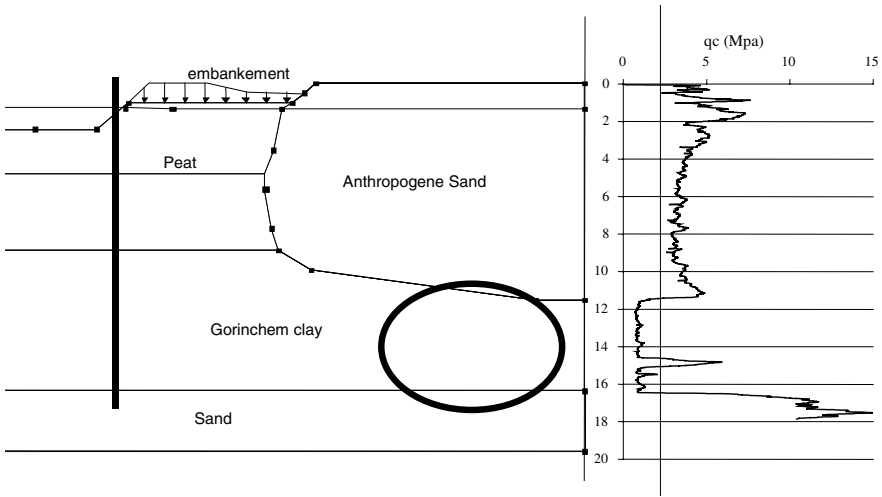 qc (Mpa)
0 5 10 15
embankement
Peat
Anthropogene Sand
Gorinchem clay
Sand
0
2
4
6
8
10
12
14
16
18
20